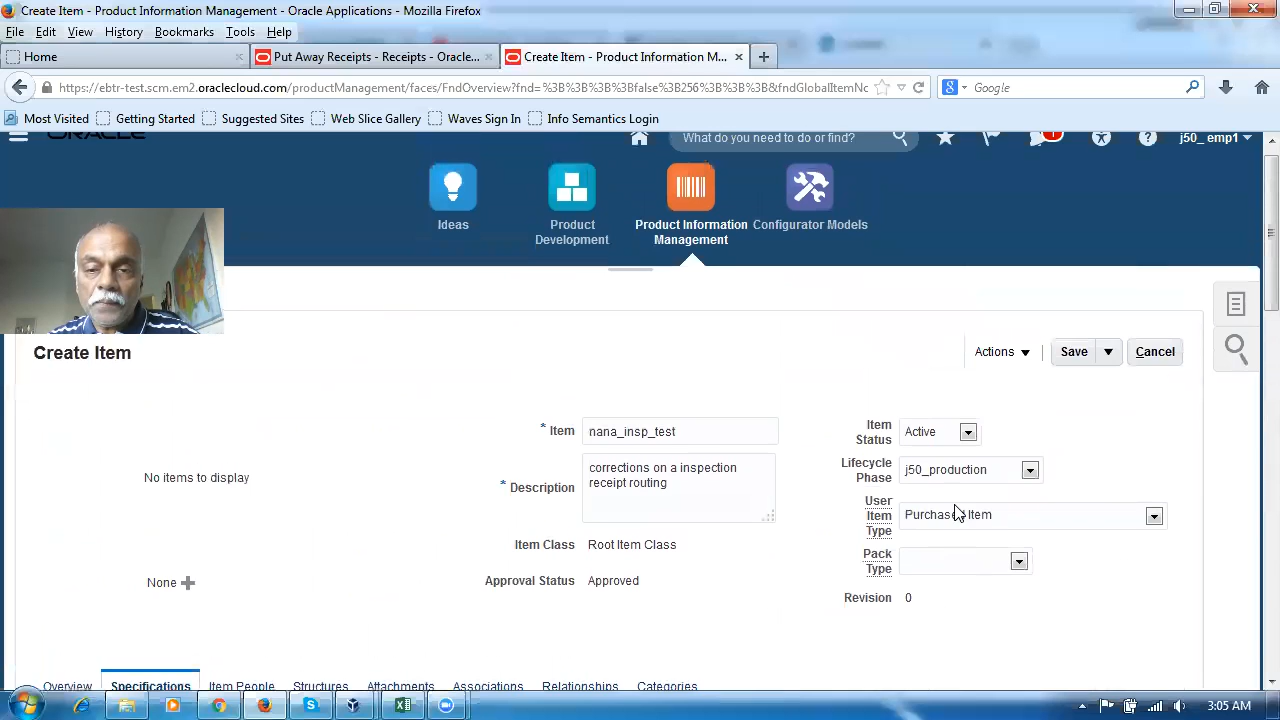 Create Item - Product Information Management - Oracle Applications - Mozilla Firefox
File Edit View History Bookmarks Tools Help
Home
Put Away Receipts - Receipts - Oracle...
Create Item - Product Information M...
https://ebtr-test.scm.em2.oraclecloud.com/productManagement/faces/FndOverview?fnd=%3B%3B%3B%3Bfalse%3B256%3B%3B%3B&fndGlobalItemNo
Google
Most Visited Getting Started Suggested Sites Web Slice Gallery Waves Sign In Info Semantics Login
ORACLE
What do you need to do or find?
1
j50_ emp1
Ideas
Product Development
Product Information Management
Configurator Models
Create Item
Actions
Save
Cancel
No items to display
None
* Item nana_insp_test
* Description corrections on a inspection
receipt routing
Item Class Root Item Class
Approval Status Approved
Item Status Active
Lifecycle Phase j50_production
User Item Type Purchased Item
Pack Type
Revision 0
Overview Specifications Item People Structures Attachments Associations Relationships Categories
3:05 AM